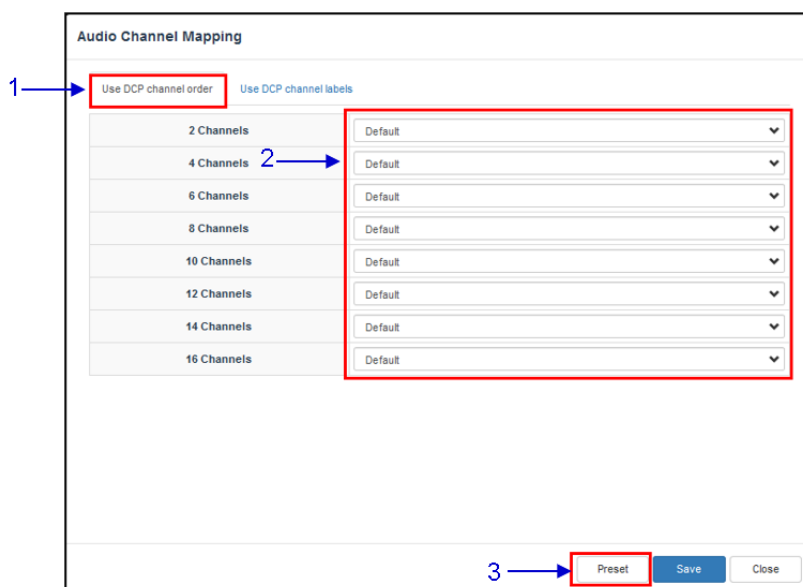 Audio Channel Mapping
1 Use DCP channel order Use DCP channel labels
2 Channels Default
4 Channels 2 Default
6 Channels Default
8 Channels Default
10 Channels Default
12 Channels Default
14 Channels Default
16 Channels Default
3 Preset Save Close